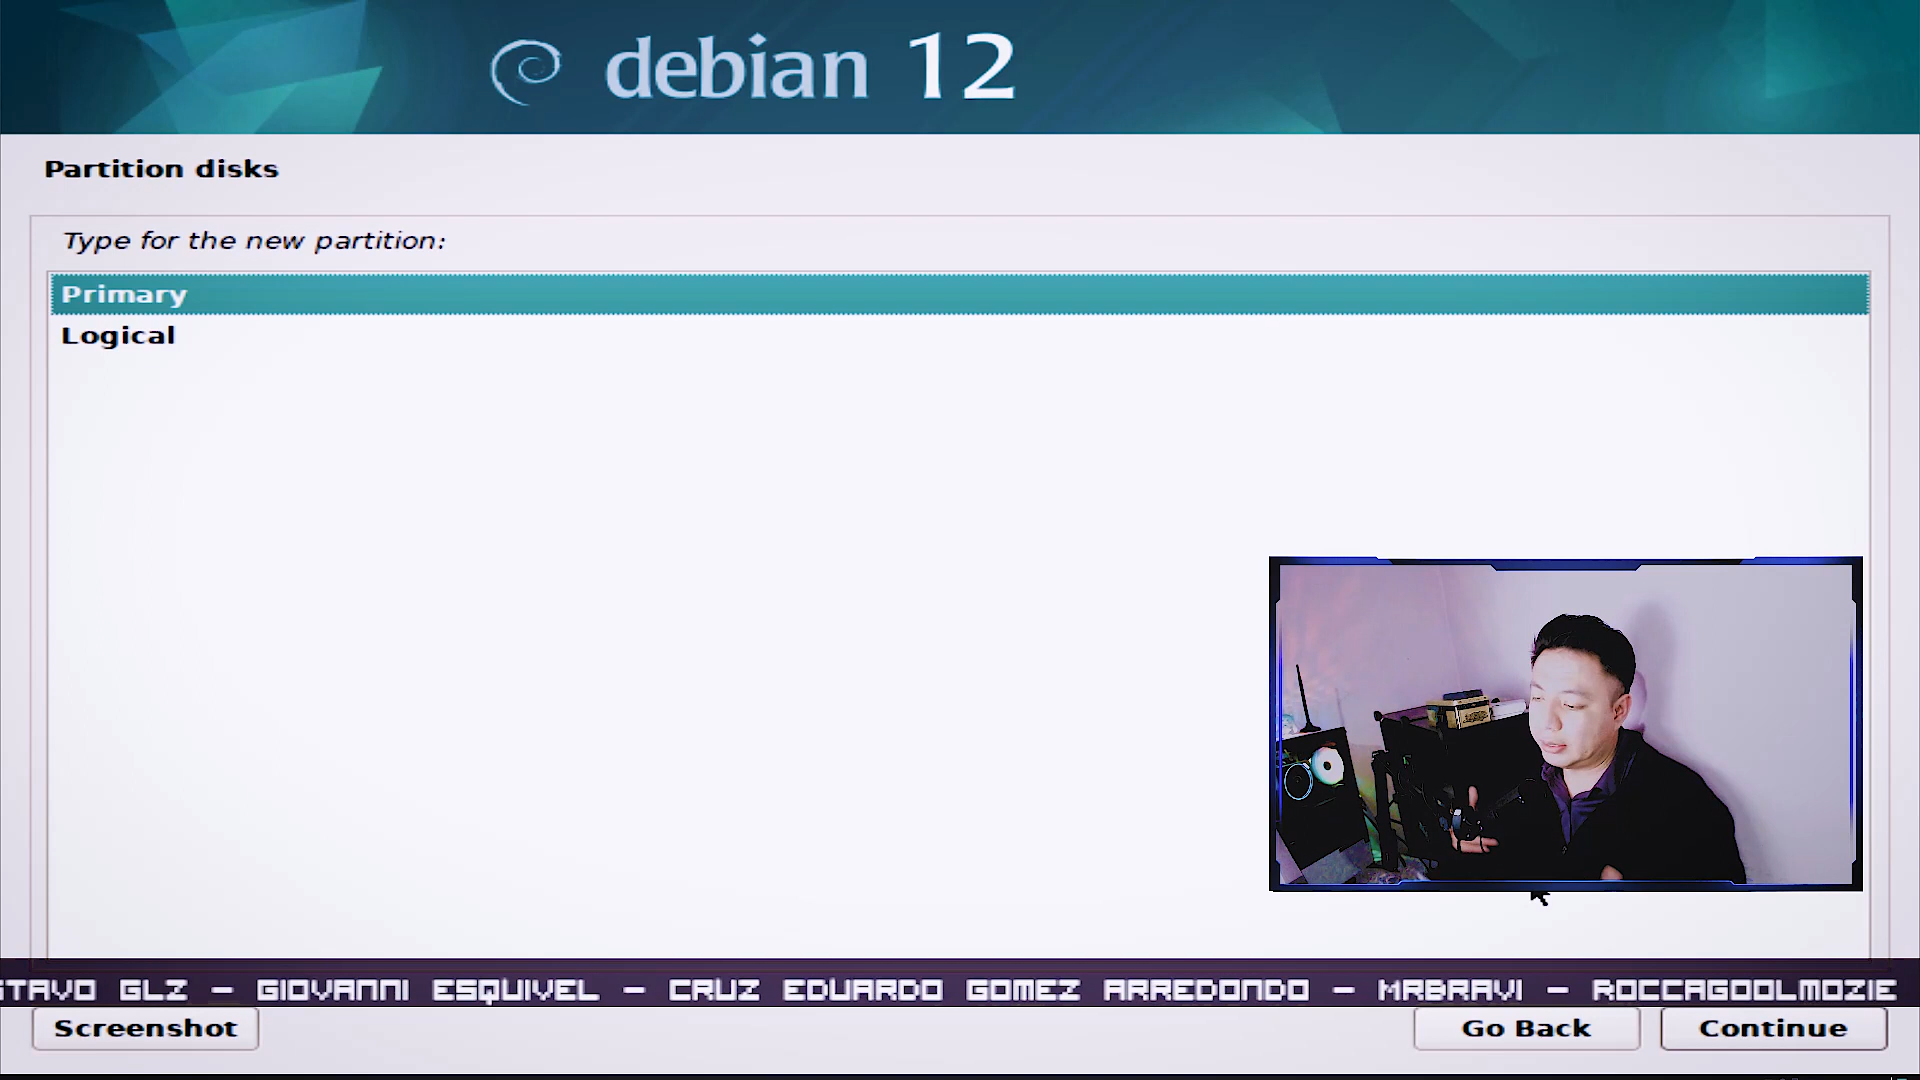 debian 12
Partition disks
Type for the new partition:
Primary
Logical
GLZ - GIOVANNI ESQUIVEL - CRUZ EDUARDO GOMEZ ARREDONDO - MRBRAVI - ROCCAGOOLMOZIE
Screenshot
Go Back
Continue